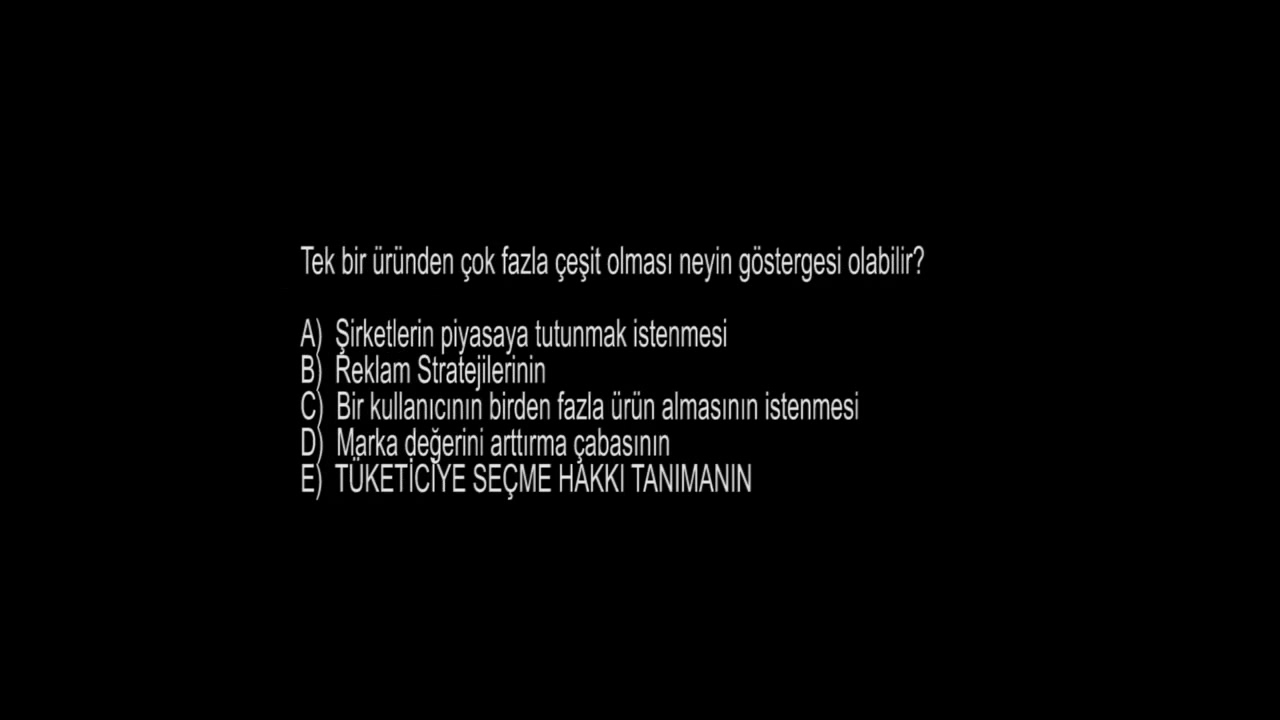 Tek bir üründen çok fazla çeşit olması neyin göstergesi olabilir?
A) Şirketlerin piyasaya tutunmak istenmesi
B) Reklam Stratejilerinin
C) Bir kullanıcının birden fazla ürün almasının istenmesi
D) Marka değerini arttırma çabasının
E) TÜKETİCİYE SEÇME HAKKI TANIMANIN